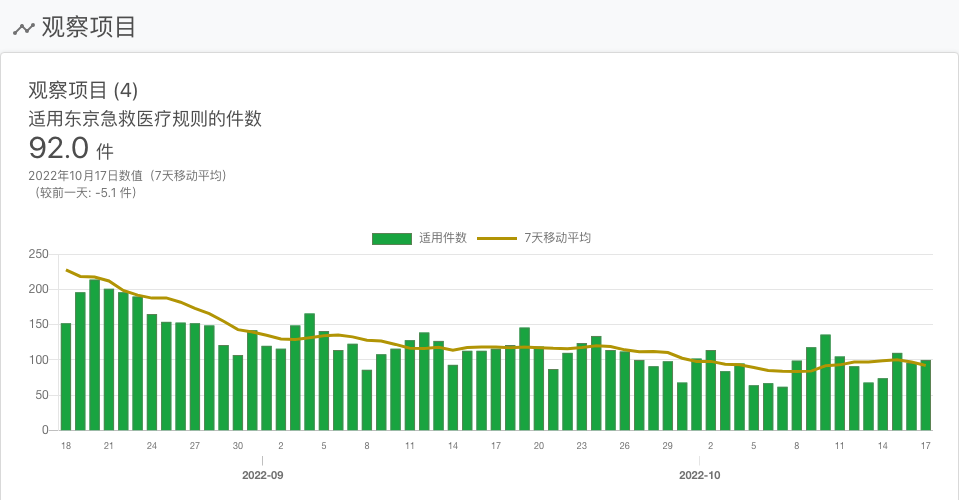 观察项目
观察项目 (4)
适用东京急救医疗规则的件数
92.0 件
2022年10月17日数值（7天移动平均）
（较前一天: -5.1 件）
适用件数 7天移动平均
250
200
150
100
50
0
18 21 24 27 30 2 5 8 11 14 17 20 23 26 29 2 5 8 11 14 17
2022-09 2022-10